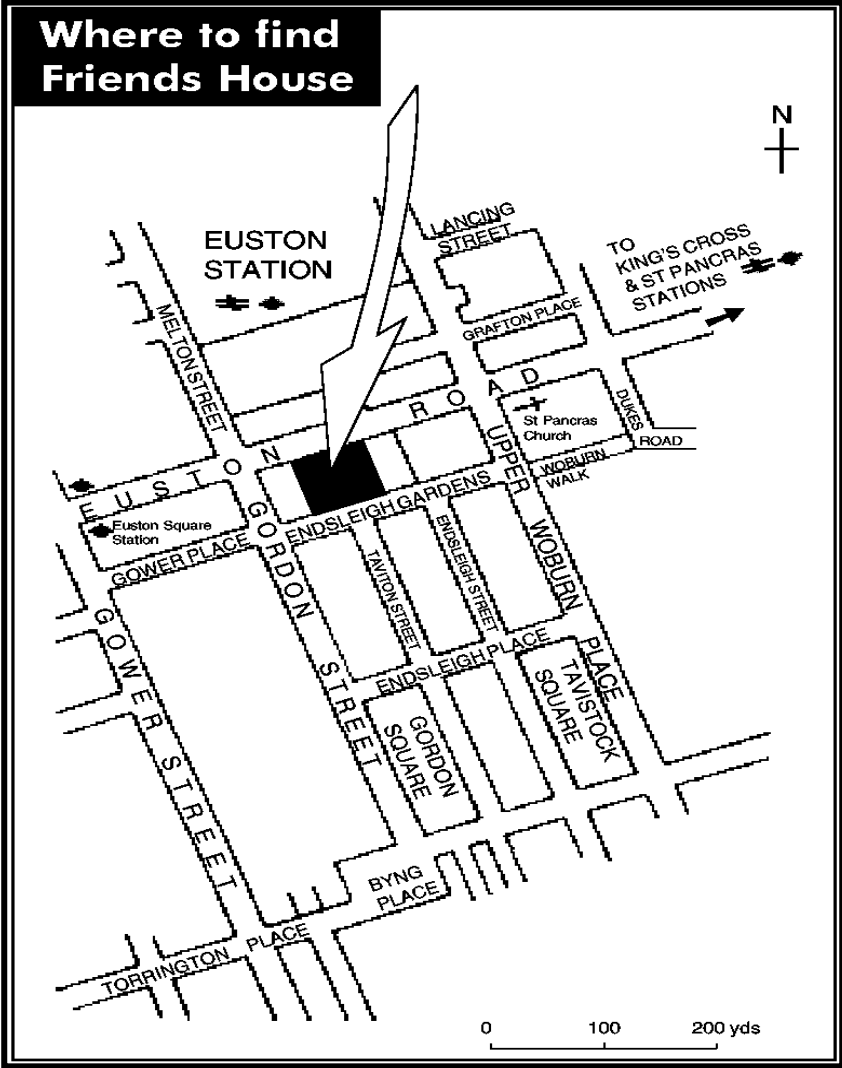 Where to find
Friends House
N
EUSTON
STATION
LANCING
STREET
TO
KING'S CROSS
& ST PANCRAS
STATIONS
MELTON STREET
GRAFTON PLACE
EUSTON ROAD
St Pancras
Church
DUKES
ROAD
UPPER WOBURN PLACE
WOBURN
WALK
Euston Square
Station
ENDSLEIGH GARDENS
GOWER PLACE
GORDON STREET
TAVITON STREET
ENDSLEIGH STREET
ENDSLEIGH PLACE
GOWER STREET
GORDON
SQUARE
TAVISTOCK
SQUARE
BYNG
PLACE
TORRINGTON PLACE
0 100 200 yds